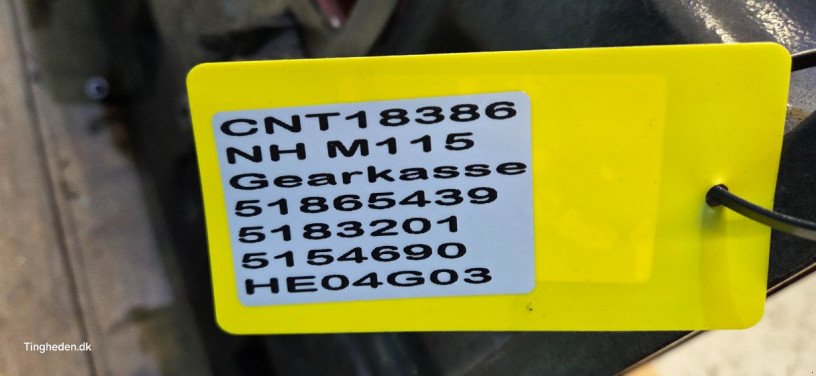 CNT18386
NH M115
Gearkasse
51865439
5183201
5154690
HE04G03
Tingheden.dk